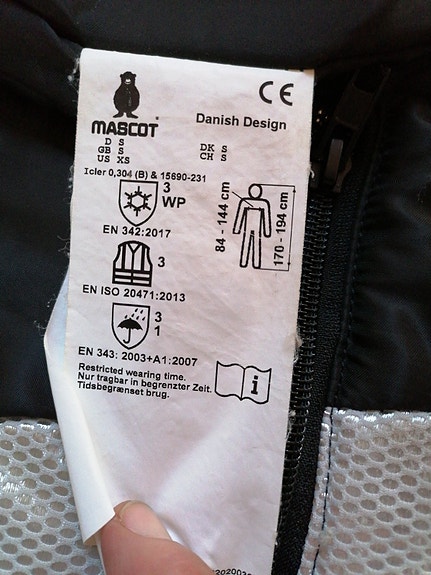 CE
Danish Design
MASCOT®
D S
GB S
US XS
DK S
CH S
Icler 0,304 (B) & 15690-231
3
WP
EN 342:2017
84 - 144 cm
170 - 194 cm
3
EN ISO 20471:2013
3
1
EN 343: 2003+A1:2007
Restricted wearing time.
Nur tragbar in begrenzter Zeit.
Tidsbegrænset brug.
i